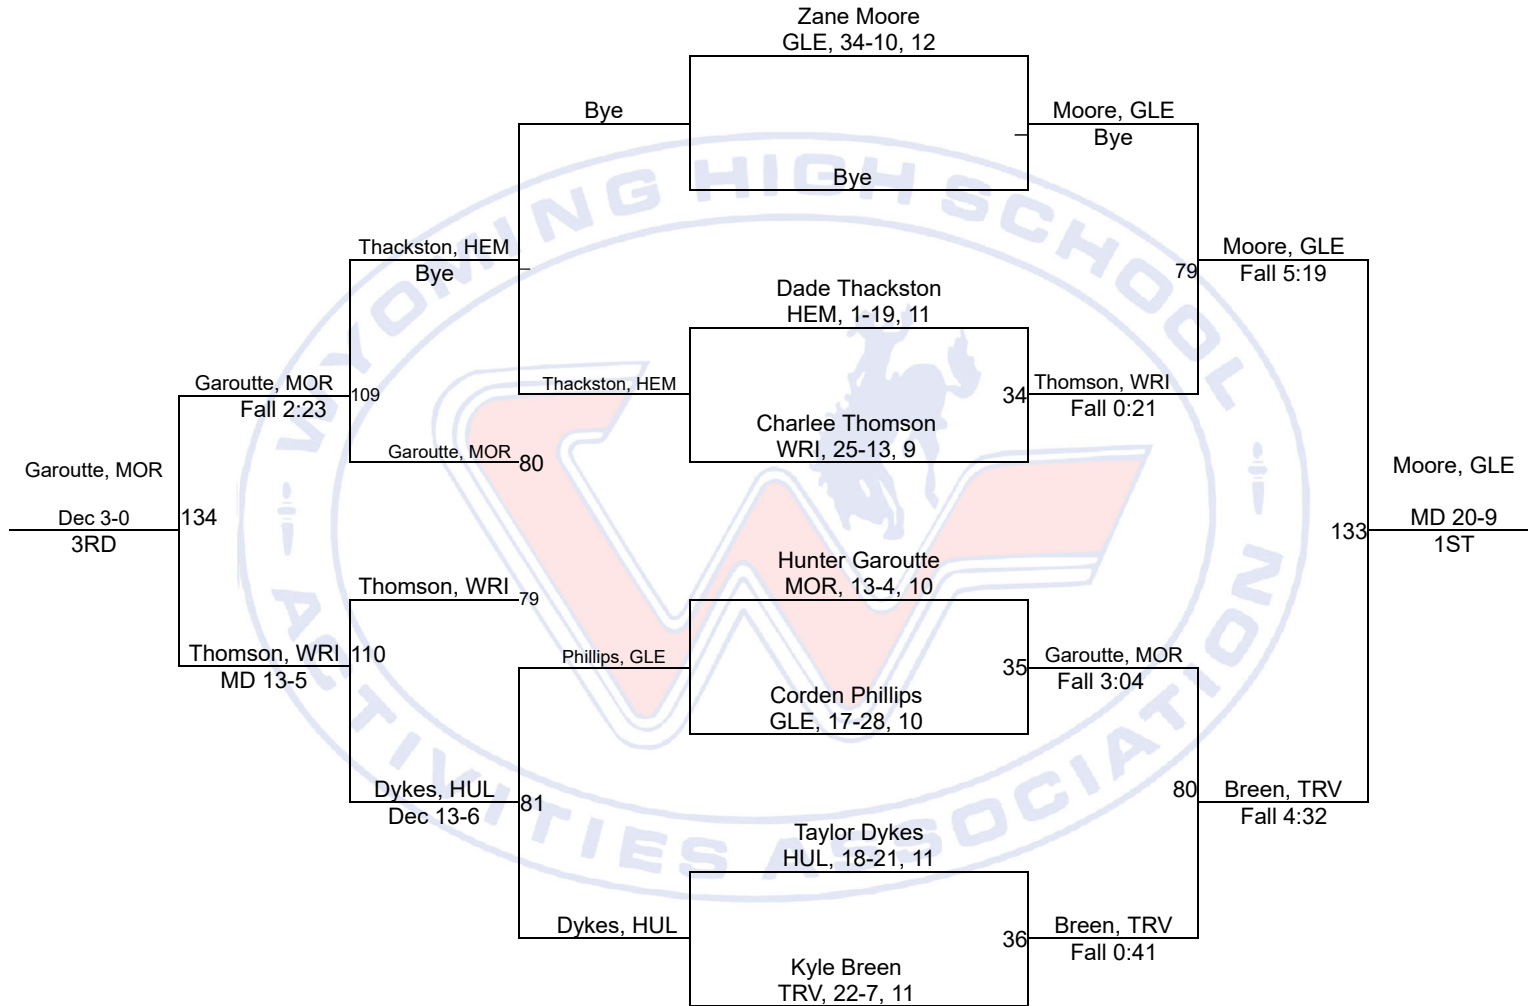 Zane Moore
GLE, 34-10, 12
Bye
Moore, GLE
Bye
Bye
WYOMING HIGH SCHOOL
Thackston, HEM
Bye
Moore, GLE
79
Fall 5:19
Dade Thackston
HEM, 1-19, 11
Garoutte, MOR
109
Fall 2:23
Thackston, HEM
34
Thomson, WRI
Fall 0:21
Charlee Thomson
WRI, 25-13, 9
Garoutte, MOR
80
Garoutte, MOR
Moore, GLE
Dec 3-0
134
3RD
133
MD 20-9
1ST
Hunter Garoutte
MOR, 13-4, 10
Thomson, WRI
79
Thomson, WRI
110
MD 13-5
Phillips, GLE
35
Garoutte, MOR
Fall 3:04
Corden Phillips
GLE, 17-28, 10
Dykes, HUL
81
Dec 13-6
80
Breen, TRV
Fall 4:32
ACTIVITIES ASSOCIATION
Taylor Dykes
HUL, 18-21, 11
Dykes, HUL
36
Breen, TRV
Fall 0:41
Kyle Breen
TRV, 22-7, 11